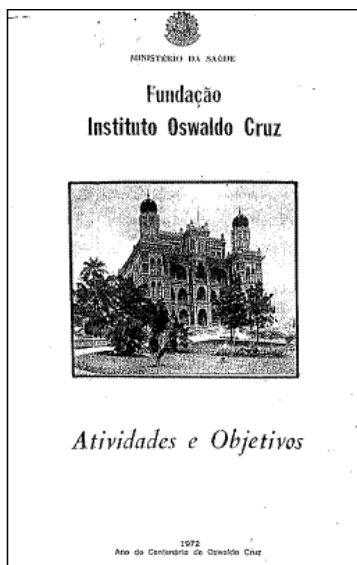 MINISTÉRIO DA SAÚDE
Fundação
Instituto Oswaldo Cruz
Atividades e Objetivos
1972
Ano do Centenário de Oswaldo Cruz